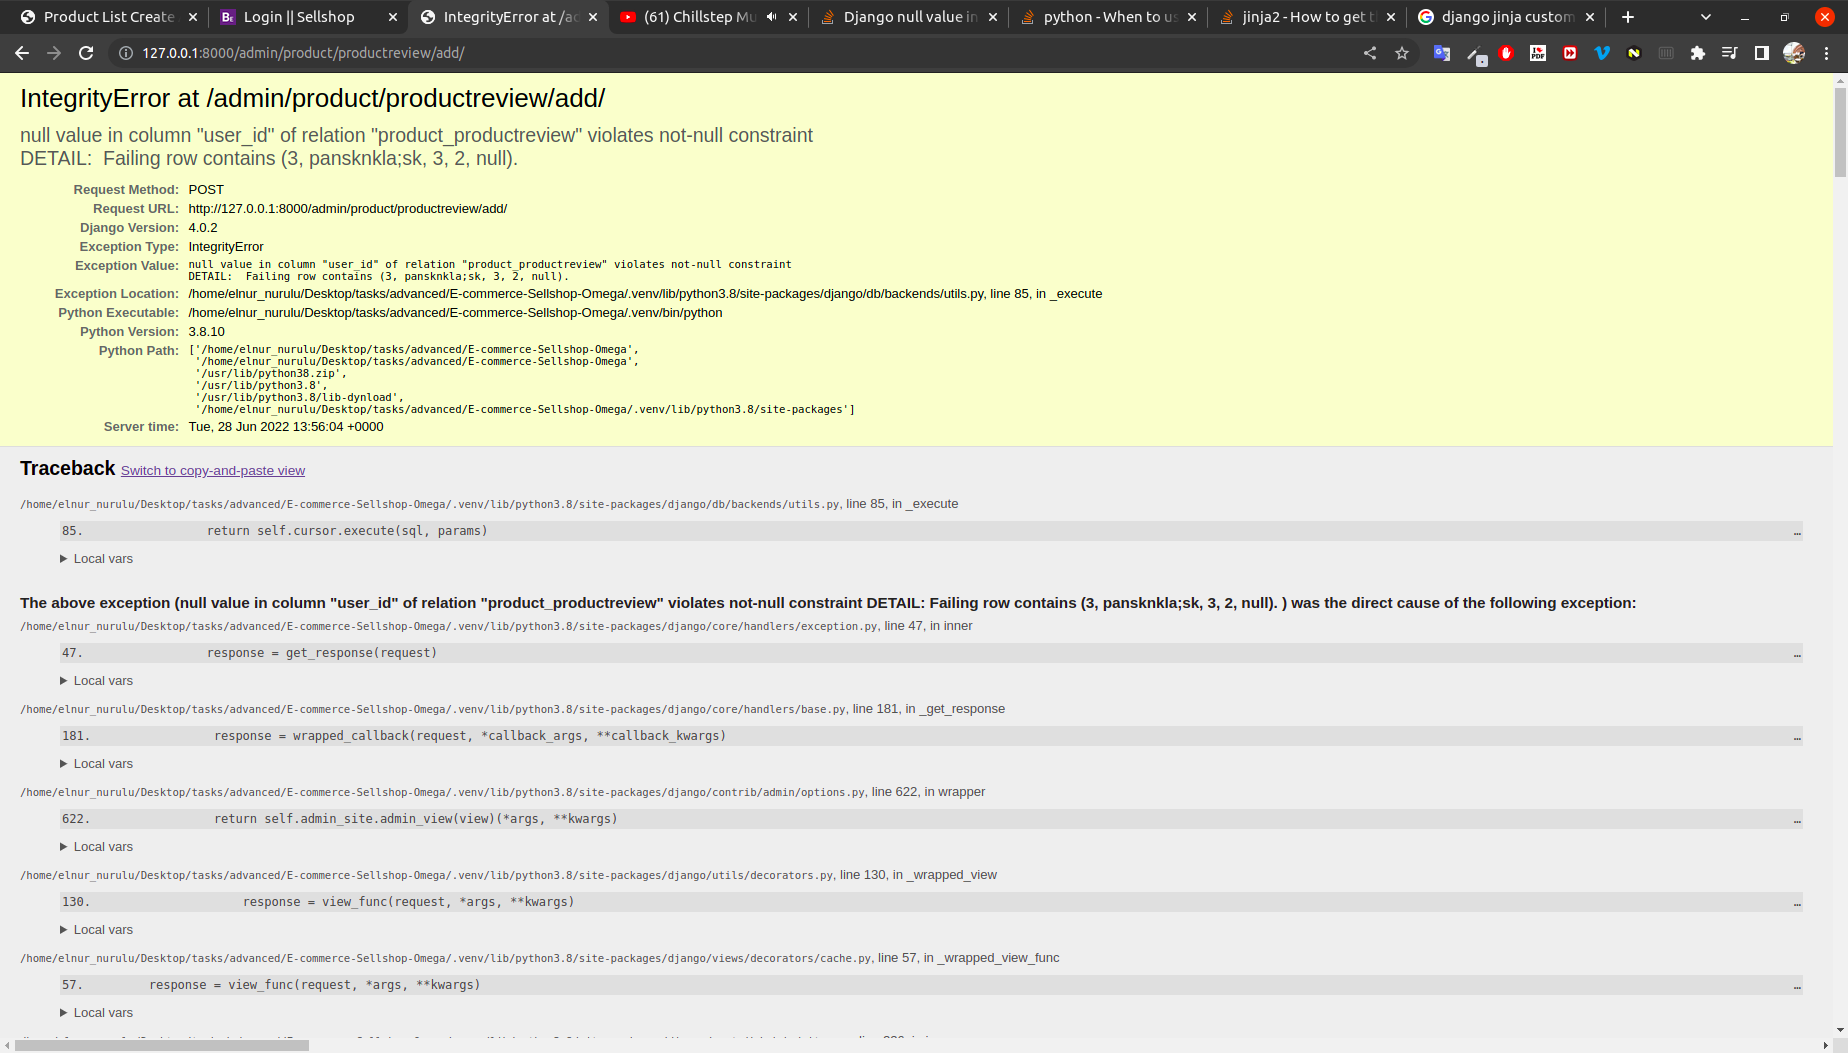 Product List Create
Login || Sellshop
IntegrityError at /ad
(61) Chillstep Mu
Django null value in
python - When to us
jinja2 - How to get t
django jinja custom
127.0.0.1:8000/admin/product/productreview/add/
IntegrityError at /admin/product/productreview/add/
null value in column "user_id" of relation "product_productreview" violates not-null constraint
DETAIL:  Failing row contains (3, pansknkla;sk, 3, 2, null).
Request Method: POST
Request URL: http://127.0.0.1:8000/admin/product/productreview/add/
Django Version: 4.0.2
Exception Type: IntegrityError
Exception Value: null value in column "user_id" of relation "product_productreview" violates not-null constraint
DETAIL:  Failing row contains (3, pansknkla;sk, 3, 2, null).
Exception Location: /home/elnur_nurulu/Desktop/tasks/advanced/E-commerce-Sellshop-Omega/.venv/lib/python3.8/site-packages/django/db/backends/utils.py, line 85, in _execute
Python Executable: /home/elnur_nurulu/Desktop/tasks/advanced/E-commerce-Sellshop-Omega/.venv/bin/python
Python Version: 3.8.10
Python Path: ['/home/elnur_nurulu/Desktop/tasks/advanced/E-commerce-Sellshop-Omega',
'/home/elnur_nurulu/Desktop/tasks/advanced/E-commerce-Sellshop-Omega',
'/usr/lib/python38.zip',
'/usr/lib/python3.8',
'/usr/lib/python3.8/lib-dynload',
'/home/elnur_nurulu/Desktop/tasks/advanced/E-commerce-Sellshop-Omega/.venv/lib/python3.8/site-packages']
Server time: Tue, 28 Jun 2022 13:56:04 +0000
Traceback Switch to copy-and-paste view
/home/elnur_nurulu/Desktop/tasks/advanced/E-commerce-Sellshop-Omega/.venv/lib/python3.8/site-packages/django/db/backends/utils.py, line 85, in _execute
85. return self.cursor.execute(sql, params) …
Local vars
The above exception (null value in column "user_id" of relation "product_productreview" violates not-null constraint DETAIL: Failing row contains (3, pansknkla;sk, 3, 2, null). ) was the direct cause of the following exception:
/home/elnur_nurulu/Desktop/tasks/advanced/E-commerce-Sellshop-Omega/.venv/lib/python3.8/site-packages/django/core/handlers/exception.py, line 47, in inner
47. response = get_response(request) …
Local vars
/home/elnur_nurulu/Desktop/tasks/advanced/E-commerce-Sellshop-Omega/.venv/lib/python3.8/site-packages/django/core/handlers/base.py, line 181, in _get_response
181. response = wrapped_callback(request, *callback_args, **callback_kwargs) …
Local vars
/home/elnur_nurulu/Desktop/tasks/advanced/E-commerce-Sellshop-Omega/.venv/lib/python3.8/site-packages/django/contrib/admin/options.py, line 622, in wrapper
622. return self.admin_site.admin_view(view)(*args, **kwargs) …
Local vars
/home/elnur_nurulu/Desktop/tasks/advanced/E-commerce-Sellshop-Omega/.venv/lib/python3.8/site-packages/django/utils/decorators.py, line 130, in _wrapped_view
130. response = view_func(request, *args, **kwargs) …
Local vars
/home/elnur_nurulu/Desktop/tasks/advanced/E-commerce-Sellshop-Omega/.venv/lib/python3.8/site-packages/django/views/decorators/cache.py, line 57, in _wrapped_view_func
57. response = view_func(request, *args, **kwargs) …
Local vars